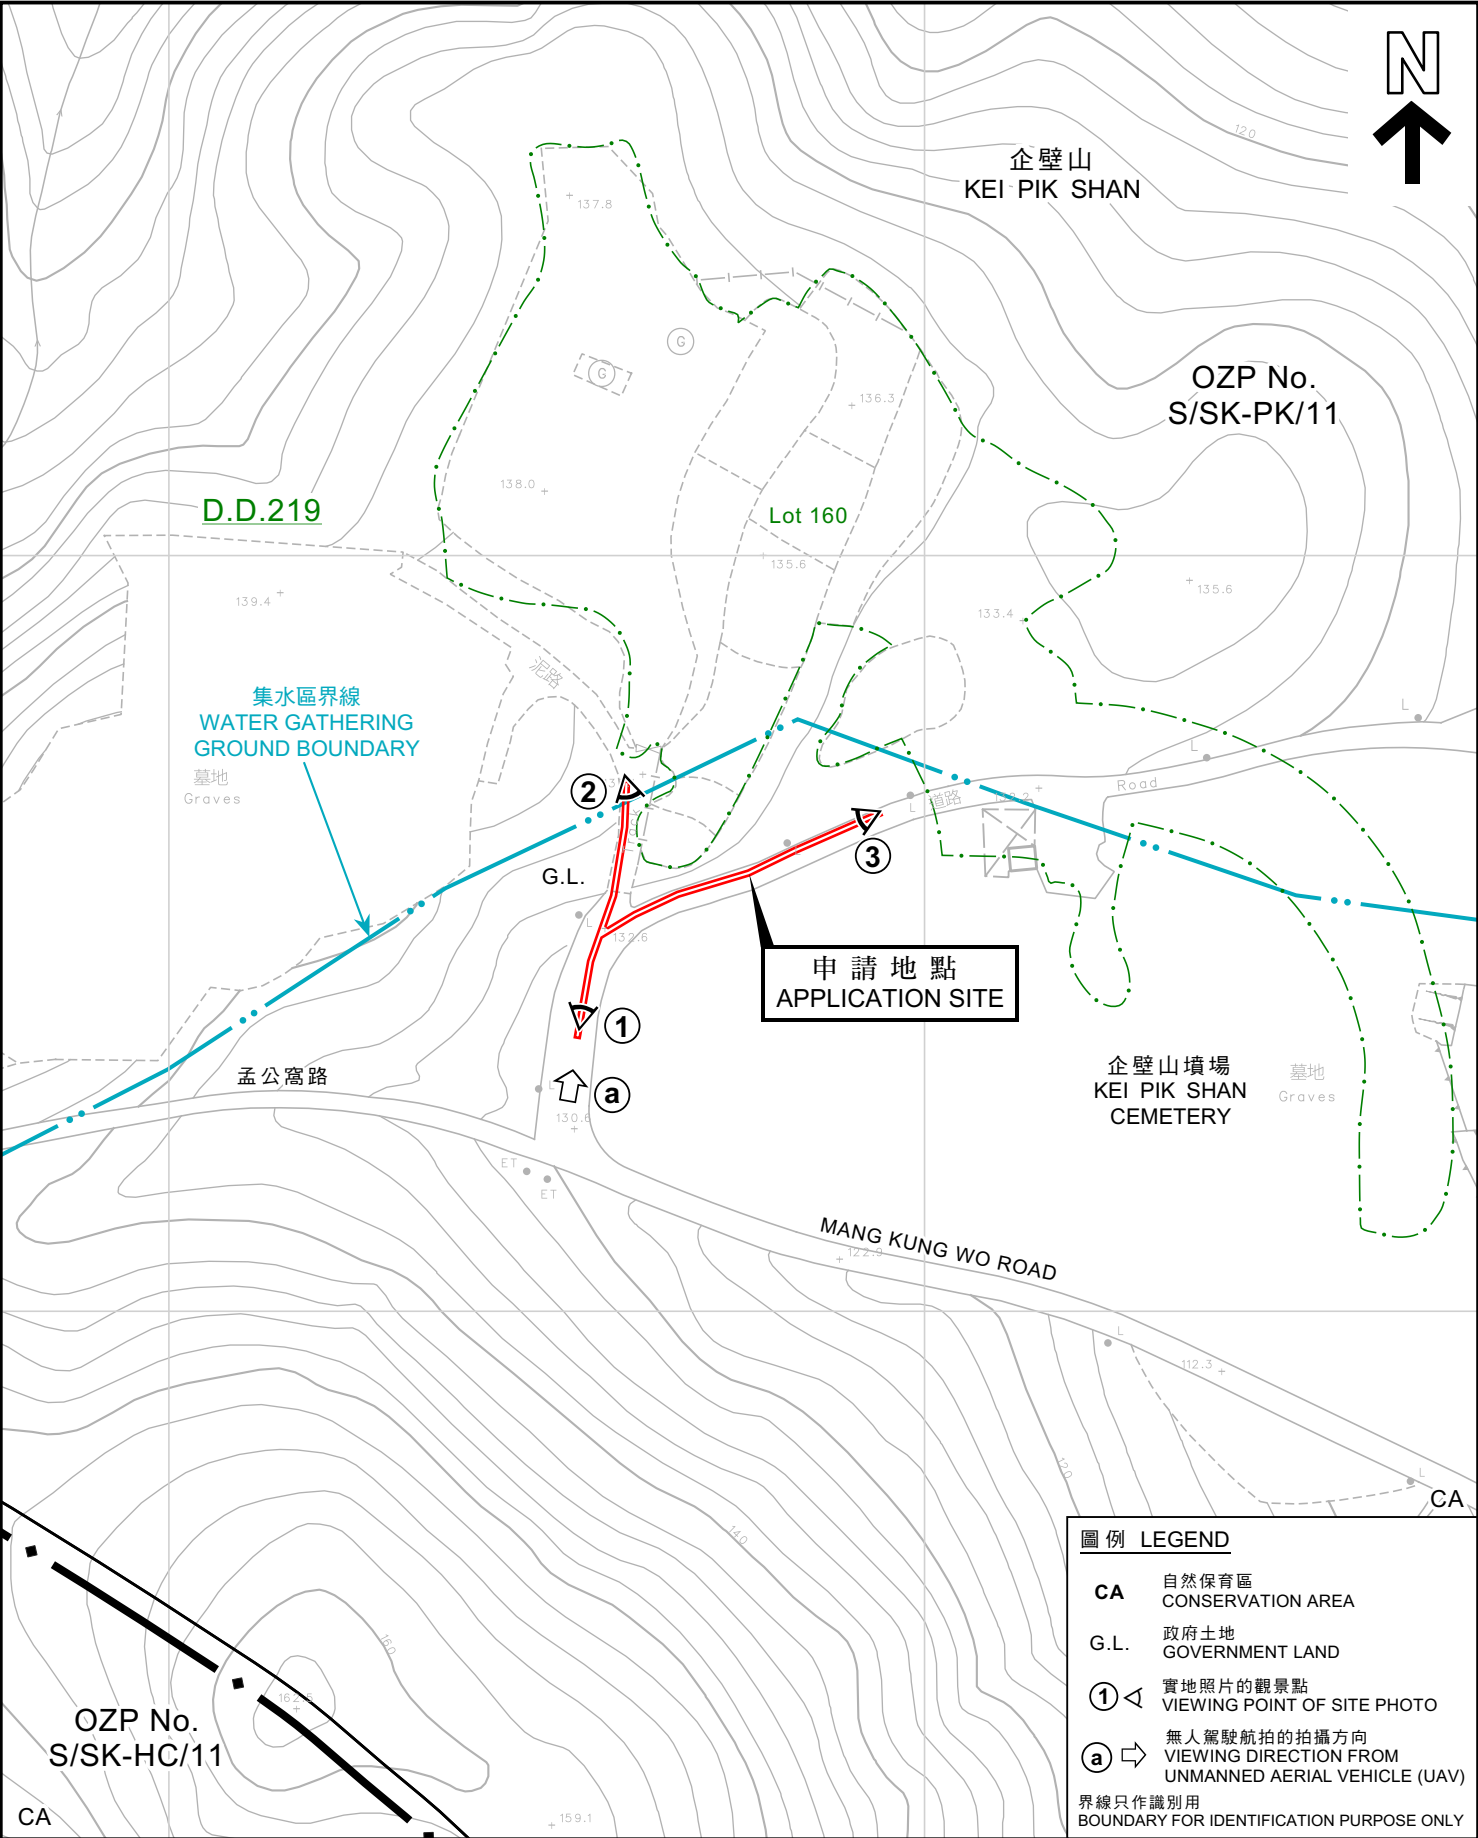 N
120
企壁山
KEI PIK SHAN
137.8
G
G
OZP No.
S/SK-PK/11
136.3
138.0
D.D.219
Lot 160
135.6
135.6
139.4
133.4
泥路
集水區界線
WATER GATHERING
GROUND BOUNDARY
墓地
Graves
L
L
Road
道路
L
2
3
G.L.
L
132.6
申請地點
APPLICATION SITE
1
孟公窩路
L
a
130.6
企壁山墳場
KEI PIK SHAN
CEMETERY
墓地
Graves
ET
ET
MANG KUNG WO ROAD
122.9
L
112.3
120
L
CA
140
160
162.5
OZP No.
S/SK-HC/11
CA
159.1
圖例 LEGEND
CA 自然保育區
CONSERVATION AREA
G.L. 政府土地
GOVERNMENT LAND
1 實地照片的觀景點
VIEWING POINT OF SITE PHOTO
a 無人駕駛航拍的拍攝方向
VIEWING DIRECTION FROM
UNMANNED AERIAL VEHICLE (UAV)
界線只作識別用
BOUNDARY FOR IDENTIFICATION PURPOSE ONLY